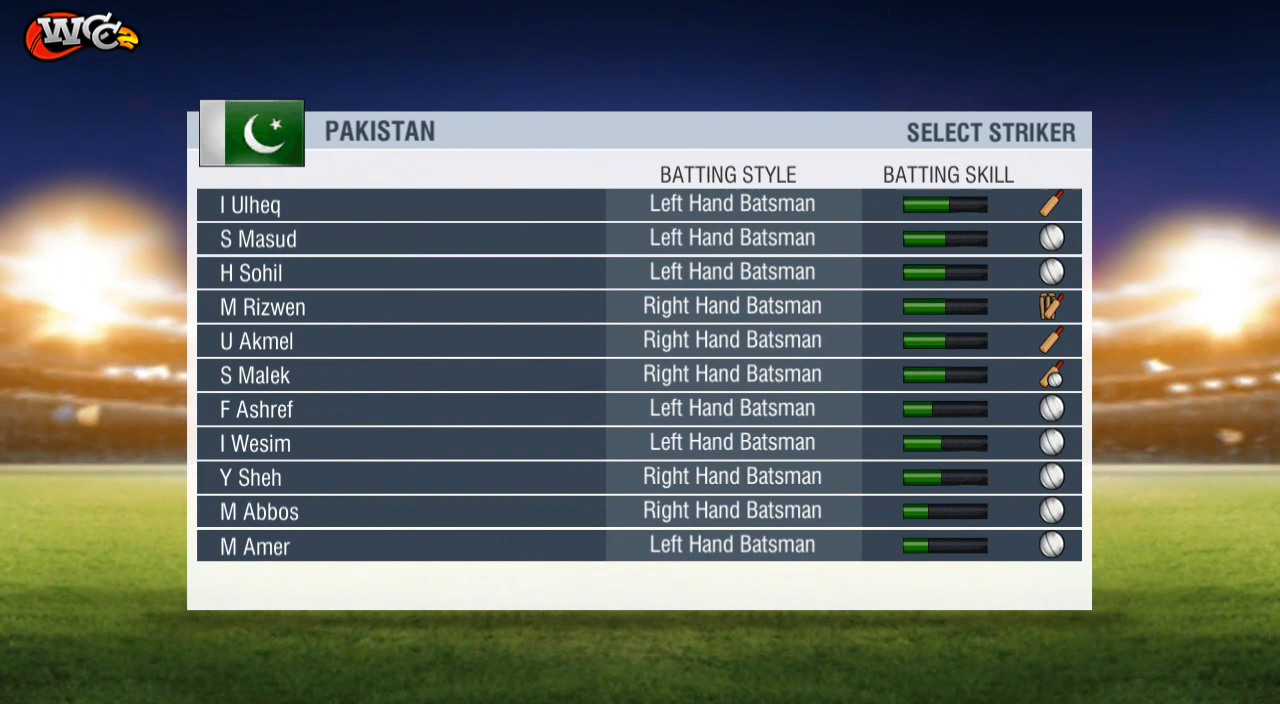 WCC
PAKISTAN SELECT STRIKER
BATTING STYLE BATTING SKILL
I Ulheq Left Hand Batsman
S Masud Left Hand Batsman
H Sohil Left Hand Batsman
M Rizwen Right Hand Batsman
U Akmel Right Hand Batsman
S Malek Right Hand Batsman
F Ashref Left Hand Batsman
I Wesim Left Hand Batsman
Y Sheh Right Hand Batsman
M Abbos Right Hand Batsman
M Amer Left Hand Batsman